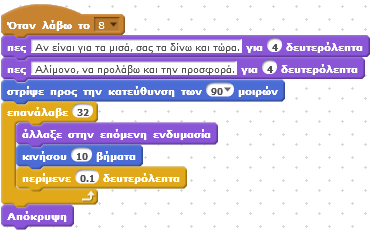 Όταν λάβω το 8
πες Αν είναι για τα μισά, σας τα δίνω και τώρα. για 4 δευτερόλεπτα
πες Αλίμονο, να προλάβω και την προσφορά. για 4 δευτερόλεπτα
στρίψε προς την κατεύθυνση των 90 μοιρών
επανάλαβε 32
άλλαξε στην επόμενη ενδυμασία
κινήσου 10 βήματα
περίμενε 0.1 δευτερόλεπτα
Απόκρυψη